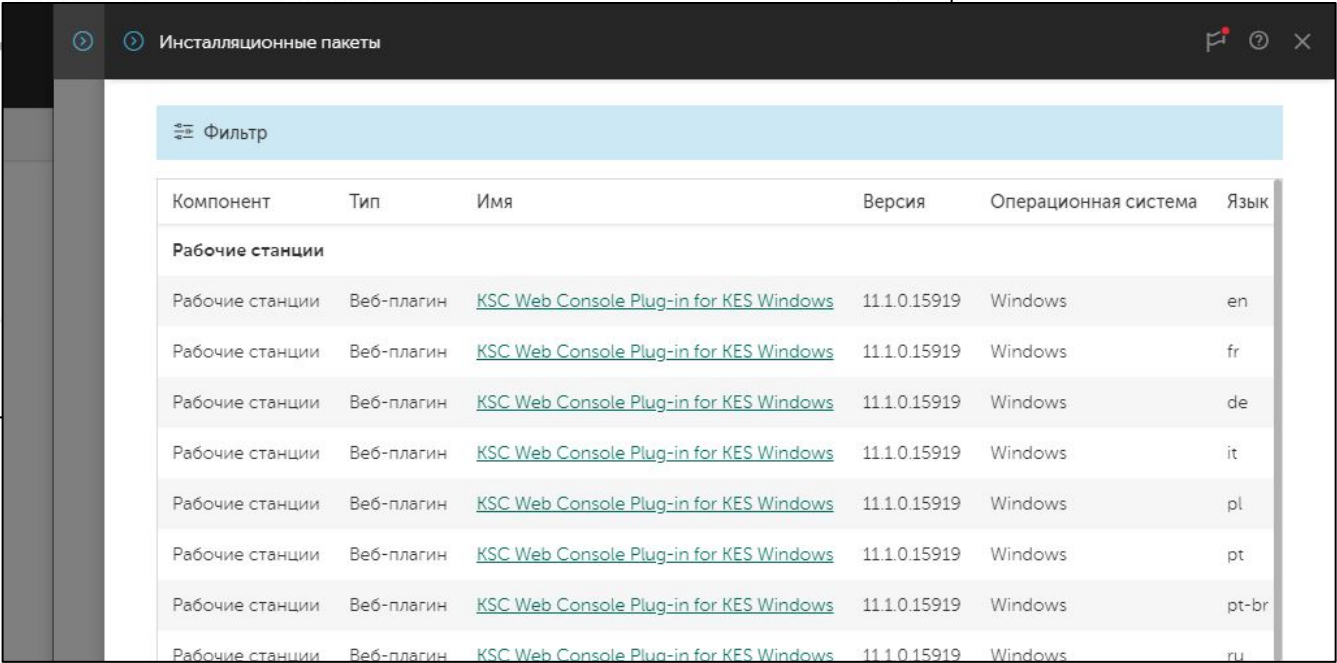 Инсталляционные пакеты
Фильтр
Компонент Тип Имя Версия Операционная система Язык
Рабочие станции
Рабочие станции Веб-плагин KSC Web Console Plug-in for KES Windows 11.1.0.15919 Windows en
Рабочие станции Веб-плагин KSC Web Console Plug-in for KES Windows 11.1.0.15919 Windows fr
Рабочие станции Веб-плагин KSC Web Console Plug-in for KES Windows 11.1.0.15919 Windows de
Рабочие станции Веб-плагин KSC Web Console Plug-in for KES Windows 11.1.0.15919 Windows it
Рабочие станции Веб-плагин KSC Web Console Plug-in for KES Windows 11.1.0.15919 Windows pl
Рабочие станции Веб-плагин KSC Web Console Plug-in for KES Windows 11.1.0.15919 Windows pt
Рабочие станции Веб-плагин KSC Web Console Plug-in for KES Windows 11.1.0.15919 Windows pt-br
Рабочие станции Веб-плагин KSC Web Console Plug-in for KES Windows 11.1.0.15919 Windows ru